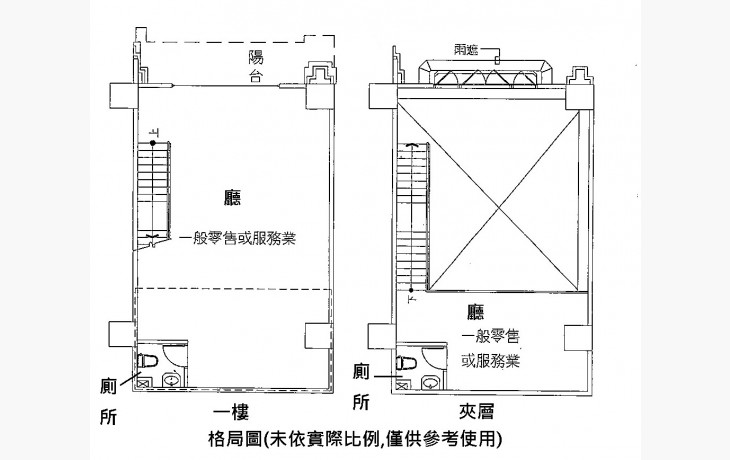 陽
台
上
廳
一般零售或服務業
廁
所
一樓
雨遮
下
廳
一般零售
或服務業
廁
所
夾層
格局圖(未依實際比例,僅供參考使用)